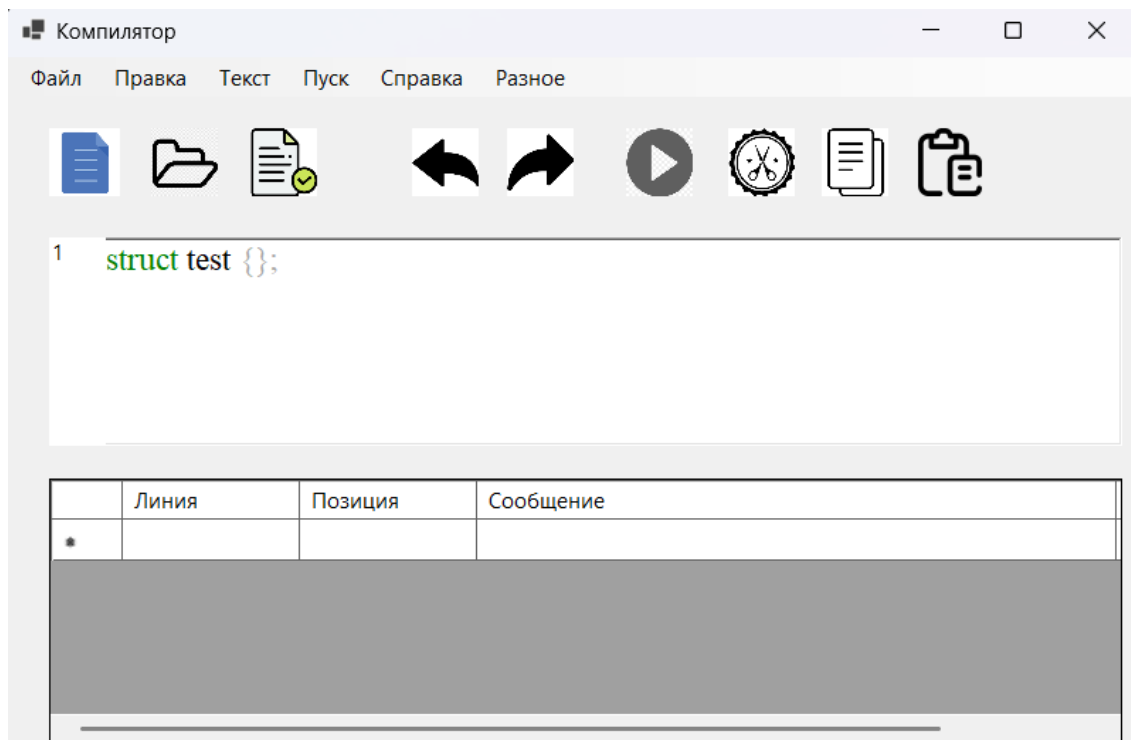 Компилятор
Файл Правка Текст Пуск Справка Разное
1 struct test {};
Линия Позиция Сообщение